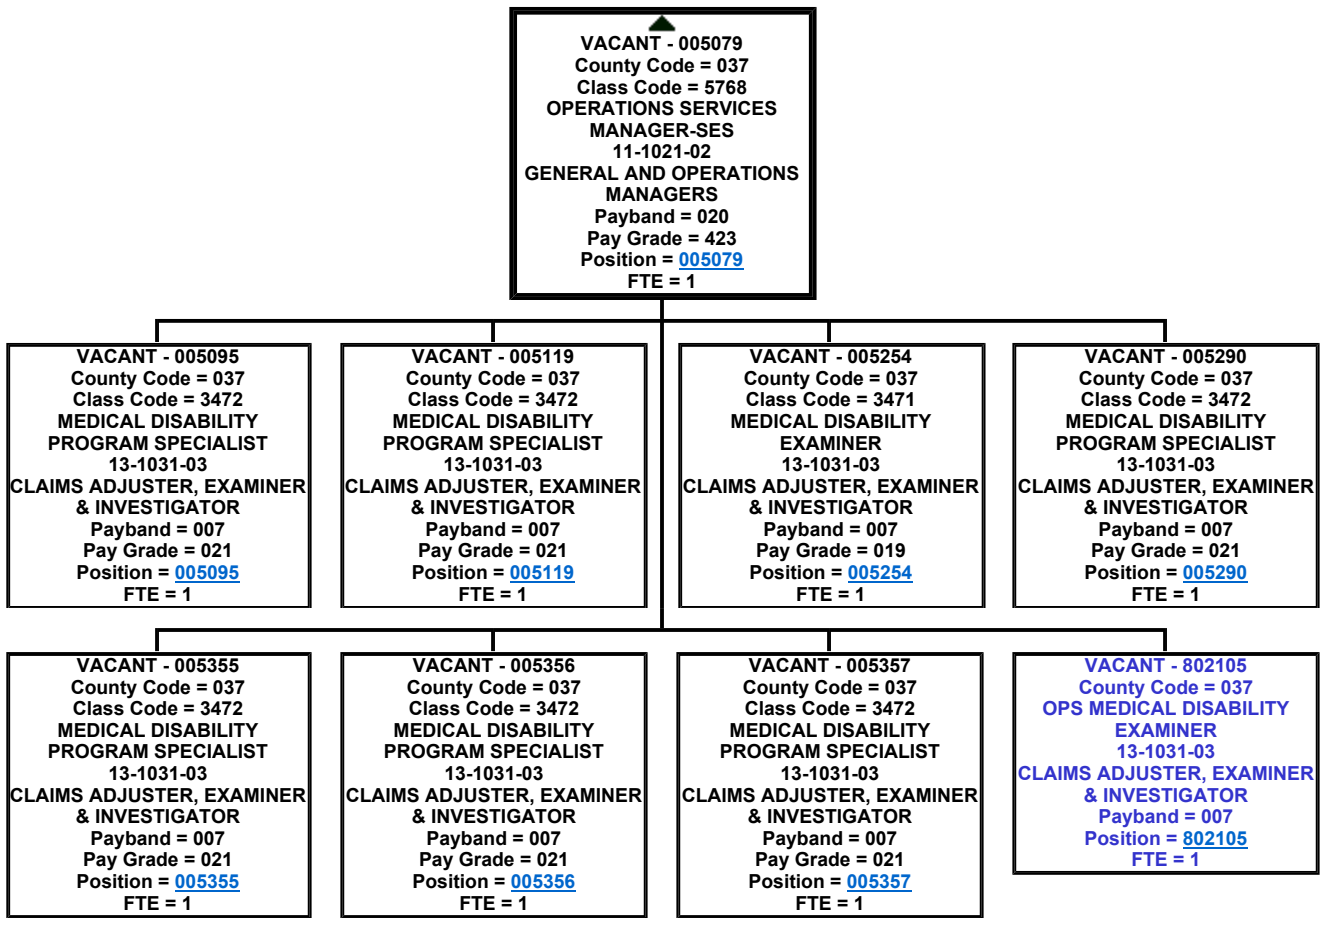 VACANT - 005079
County Code = 037
Class Code = 5768
OPERATIONS SERVICES
MANAGER-SES
11-1021-02
GENERAL AND OPERATIONS
MANAGERS
Payband = 020
Pay Grade = 423
Position = 005079
FTE = 1
VACANT - 005095
County Code = 037
Class Code = 3472
MEDICAL DISABILITY
PROGRAM SPECIALIST
13-1031-03
CLAIMS ADJUSTER, EXAMINER
& INVESTIGATOR
Payband = 007
Pay Grade = 021
Position = 005095
FTE = 1
VACANT - 005119
County Code = 037
Class Code = 3472
MEDICAL DISABILITY
PROGRAM SPECIALIST
13-1031-03
CLAIMS ADJUSTER, EXAMINER
& INVESTIGATOR
Payband = 007
Pay Grade = 021
Position = 005119
FTE = 1
VACANT - 005254
County Code = 037
Class Code = 3471
MEDICAL DISABILITY
EXAMINER
13-1031-03
CLAIMS ADJUSTER, EXAMINER
& INVESTIGATOR
Payband = 007
Pay Grade = 019
Position = 005254
FTE = 1
VACANT - 005290
County Code = 037
Class Code = 3472
MEDICAL DISABILITY
PROGRAM SPECIALIST
13-1031-03
CLAIMS ADJUSTER, EXAMINER
& INVESTIGATOR
Payband = 007
Pay Grade = 021
Position = 005290
FTE = 1
VACANT - 005355
County Code = 037
Class Code = 3472
MEDICAL DISABILITY
PROGRAM SPECIALIST
13-1031-03
CLAIMS ADJUSTER, EXAMINER
& INVESTIGATOR
Payband = 007
Pay Grade = 021
Position = 005355
FTE = 1
VACANT - 005356
County Code = 037
Class Code = 3472
MEDICAL DISABILITY
PROGRAM SPECIALIST
13-1031-03
CLAIMS ADJUSTER, EXAMINER
& INVESTIGATOR
Payband = 007
Pay Grade = 021
Position = 005356
FTE = 1
VACANT - 005357
County Code = 037
Class Code = 3472
MEDICAL DISABILITY
PROGRAM SPECIALIST
13-1031-03
CLAIMS ADJUSTER, EXAMINER
& INVESTIGATOR
Payband = 007
Pay Grade = 021
Position = 005357
FTE = 1
VACANT - 802105
County Code = 037
OPS MEDICAL DISABILITY
EXAMINER
13-1031-03
CLAIMS ADJUSTER, EXAMINER
& INVESTIGATOR
Payband = 007
Position = 802105
FTE = 1